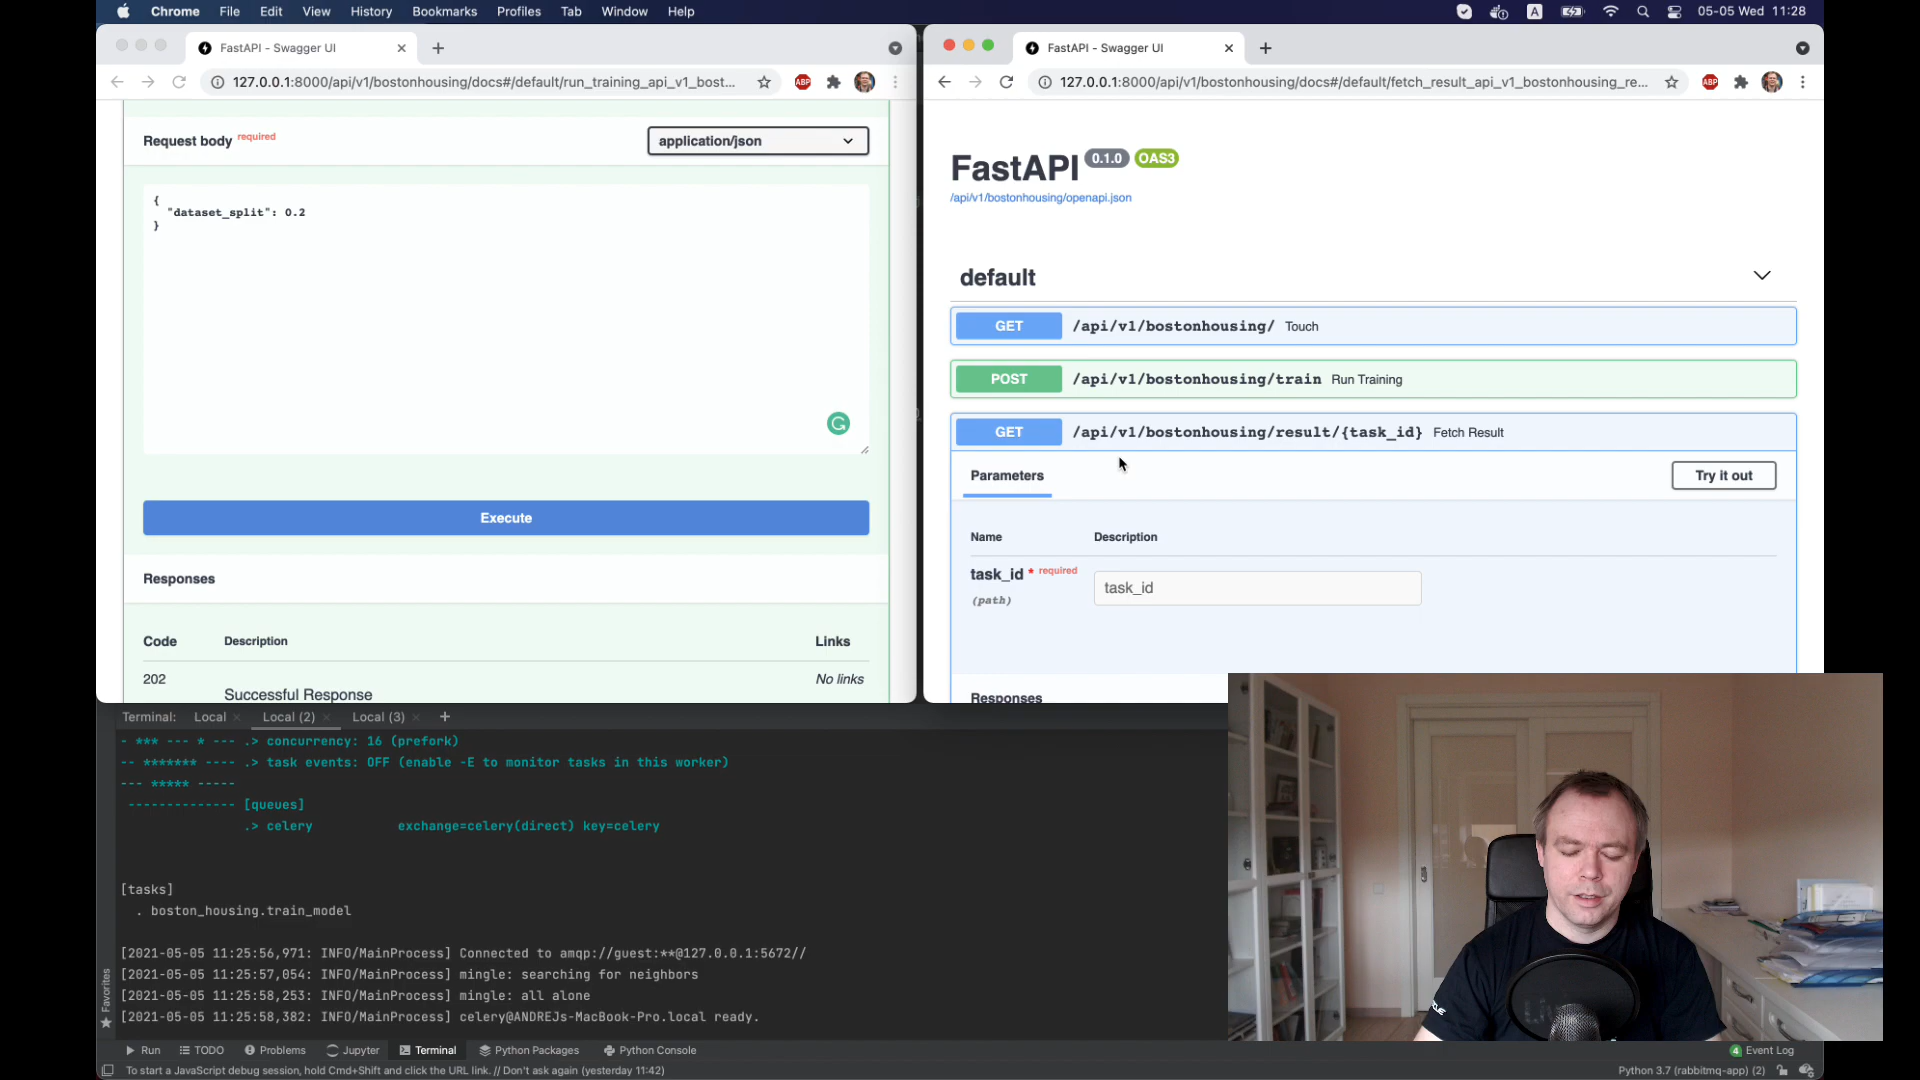 Chrome File Edit View History Bookmarks Profiles Tab Window Help
A 05-05 Wed 11:28
FastAPI - Swagger UI
127.0.0.1:8000/api/v1/bostonhousing/docs#/default/run_training_api_v1_bost...
ABP
Request body required
application/json
{
"dataset_split": 0.2
}
Execute
Responses
Code Description Links
202 No links
Successful Response
FastAPI - Swagger UI
127.0.0.1:8000/api/v1/bostonhousing/docs#/default/fetch_result_api_v1_bostonhousing_re...
ABP
FastAPI 0.1.0 OAS3
/api/v1/bostonhousing/openapi.json
default
GET /api/v1/bostonhousing/ Touch
POST /api/v1/bostonhousing/train Run Training
GET /api/v1/bostonhousing/result/{task_id} Fetch Result
Parameters Try it out
Name Description
task_id * required task_id
(path)
Responses
Terminal: Local Local (2) Local (3)
- *** --- * --- .> concurrency: 16 (prefork)
-- ******* ---- .> task events: OFF (enable -E to monitor tasks in this worker)
--- ***** -----
-------------- [queues]
.> celery exchange=celery(direct) key=celery
[tasks]
. boston_housing.train_model
[2021-05-05 11:25:56,971: INFO/MainProcess] Connected to amqp://guest:**@127.0.0.1:5672//
[2021-05-05 11:25:57,054: INFO/MainProcess] mingle: searching for neighbors
[2021-05-05 11:25:58,253: INFO/MainProcess] mingle: all alone
[2021-05-05 11:25:58,382: INFO/MainProcess] celery@ANDREJs-MacBook-Pro.local ready.
Favorites
Run TODO Problems Jupyter Terminal Python Packages Python Console
4 Event Log
To start a JavaScript debug session, hold Cmd+Shift and click the URL link. // Don't ask again (yesterday 11:42)
Python 3.7 (rabbitmq-app) (2)